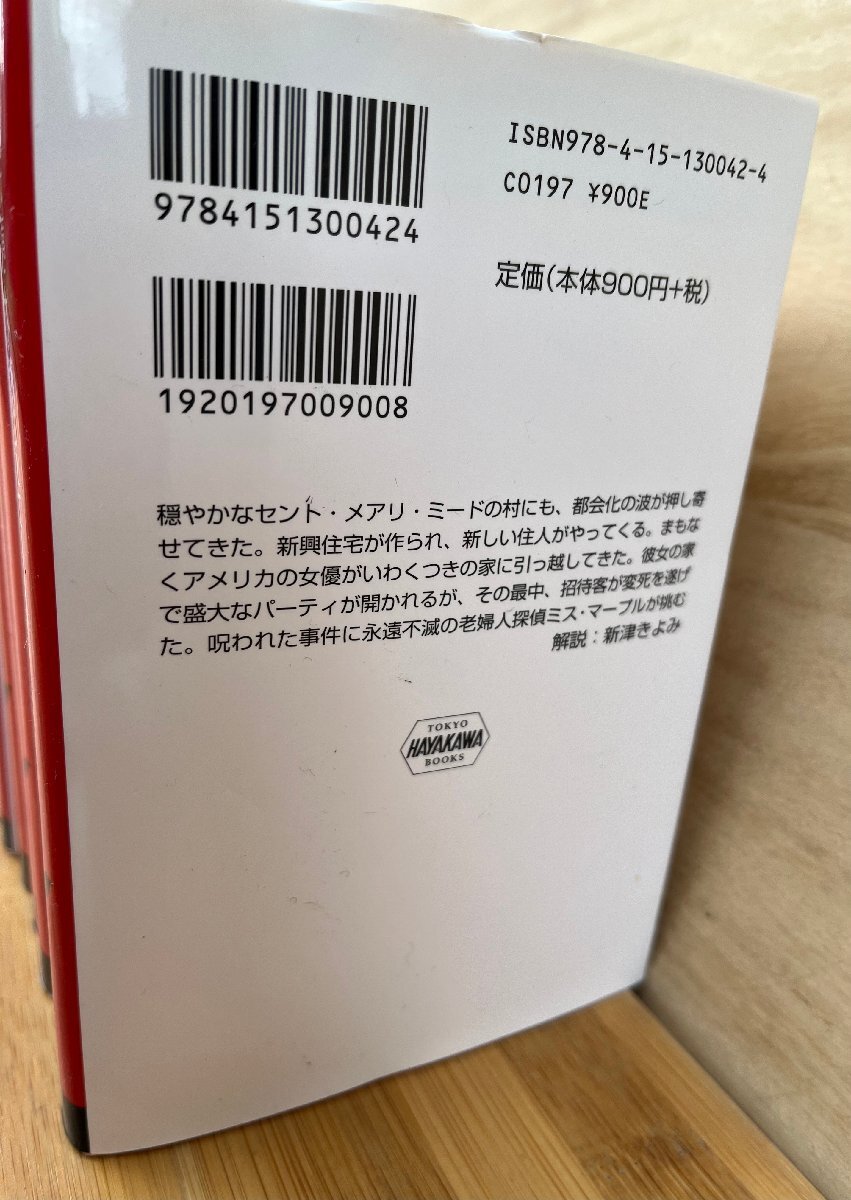 ISBN978-4-15-130042-4
C0197 ¥900E
9784151300424
定価(本体900円+税)
1920197009008
穏やかなセント・メアリ・ミードの村にも、都会化の波が押し寄
せてきた。新興住宅が作られ、新しい住人がやってくる。まもな
くアメリカの女優がいわくつきの家に引っ越してきた。彼女の家
で盛大なパーティが開かれるが、その最中、招待客が変死を遂げ
た。呪われた事件に永遠不滅の老婦人探偵ミス・マープルが挑む
解説：新津きよみ
TOKYO
HAYAKAWA
BOOKS